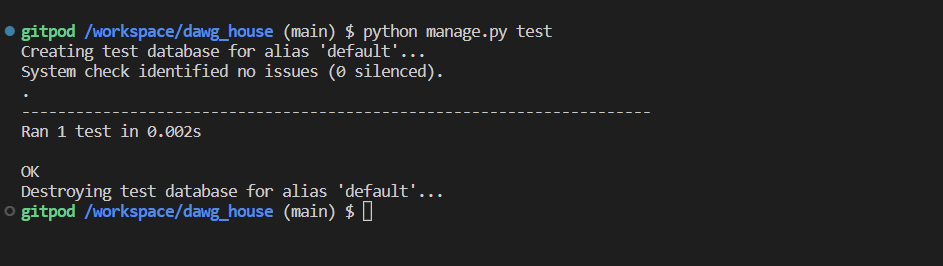 gitpod /workspace/dawg_house (main) $ python manage.py test
Creating test database for alias 'default'...
System check identified no issues (0 silenced).
.
----------------------------------------------------------------------
Ran 1 test in 0.002s
OK
Destroying test database for alias 'default'...
gitpod /workspace/dawg_house (main) $